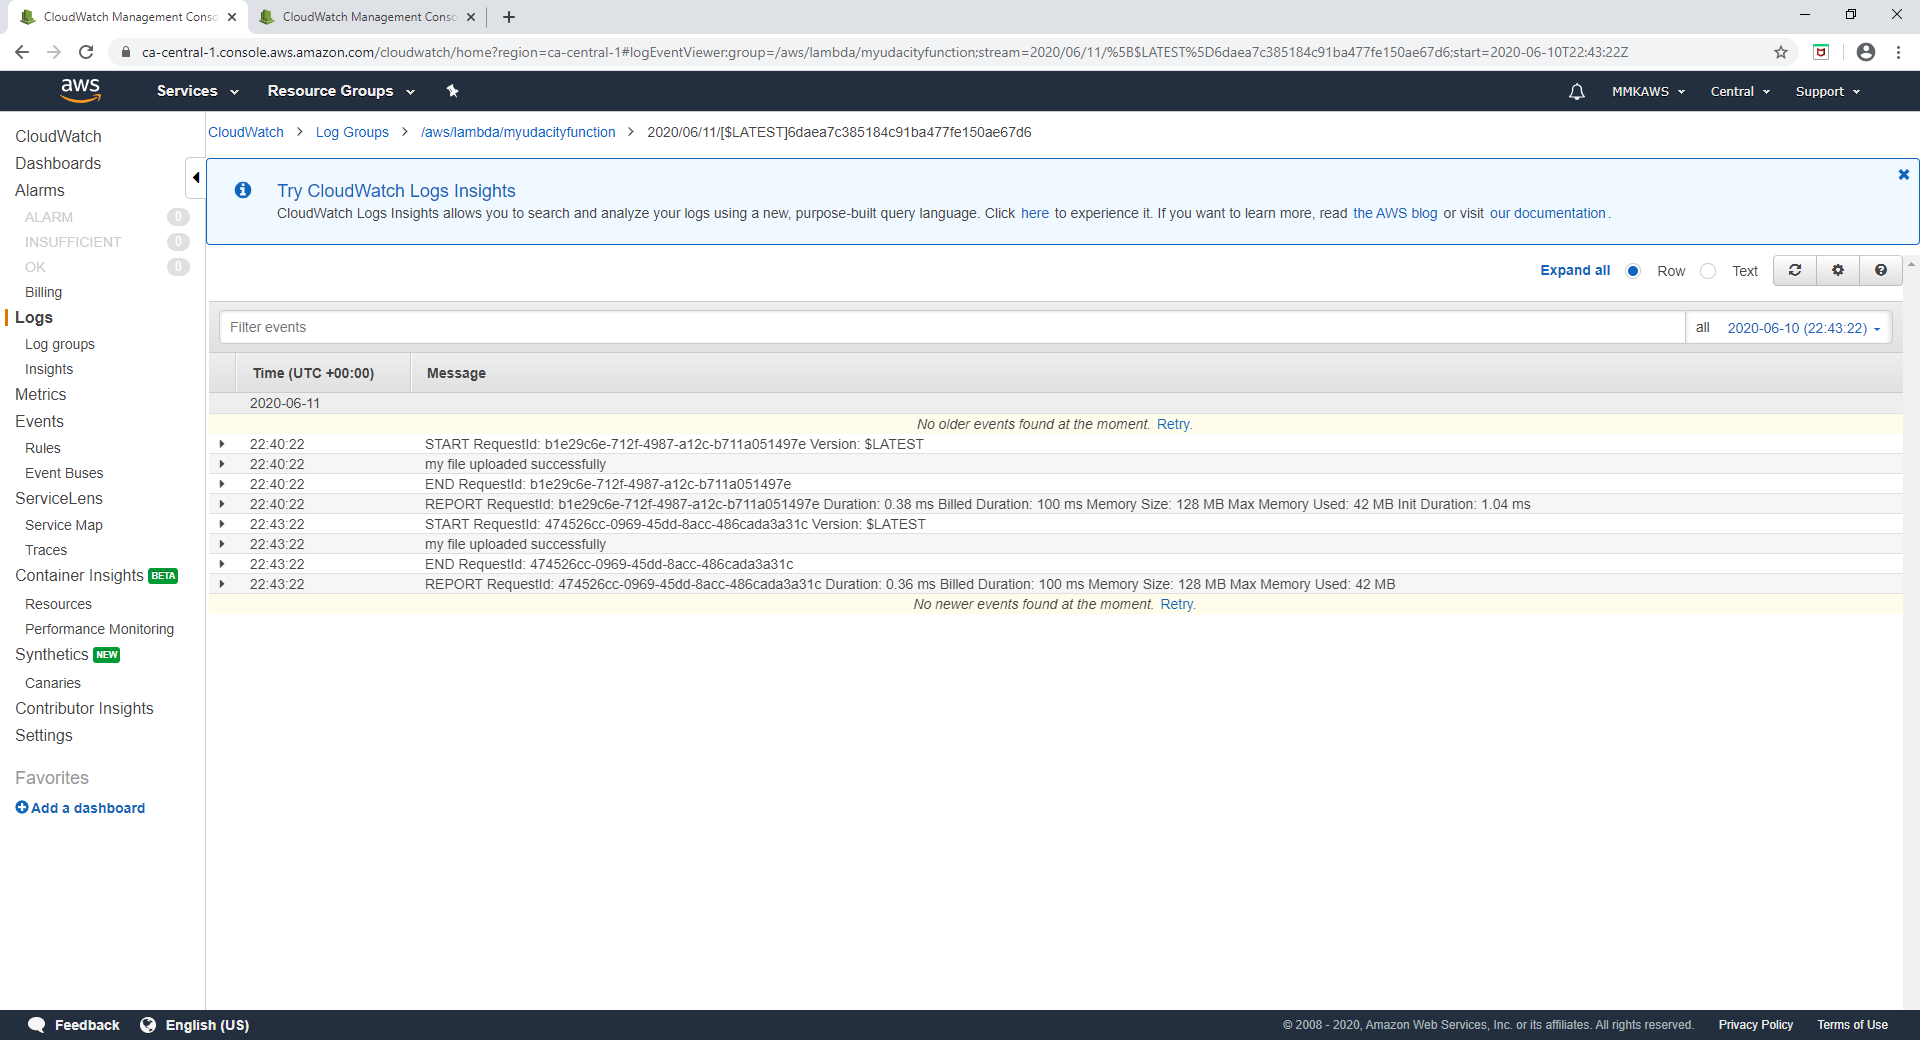 CloudWatch Management Conso
CloudWatch Management Conso
ca-central-1.console.aws.amazon.com/cloudwatch/home?region=ca-central-1#logEventViewer:group=/aws/lambda/myudacityfunction;stream=2020/06/11/%5B$LATEST%5D6daea7c385184c91ba477fe150ae67d6;start=2020-06-10T22:43:22Z
aws Services Resource Groups MMKAWS Central Support
CloudWatch
Dashboards
Alarms
ALARM 0
INSUFFICIENT 0
OK 0
Billing
Logs
Log groups
Insights
Metrics
Events
Rules
Event Buses
ServiceLens
Service Map
Traces
Container Insights BETA
Resources
Performance Monitoring
Synthetics NEW
Canaries
Contributor Insights
Settings
Favorites
Add a dashboard
CloudWatch > Log Groups > /aws/lambda/myudacityfunction > 2020/06/11/[$LATEST]6daea7c385184c91ba477fe150ae67d6
Try CloudWatch Logs Insights
CloudWatch Logs Insights allows you to search and analyze your logs using a new, purpose-built query language. Click here to experience it. If you want to learn more, read the AWS blog or visit our documentation.
Expand all Row Text
Filter events all 2020-06-10 (22:43:22)
Time (UTC +00:00) Message
2020-06-11
No older events found at the moment. Retry.
22:40:22 START RequestId: b1e29c6e-712f-4987-a12c-b711a051497e Version: $LATEST
22:40:22 my file uploaded successfully
22:40:22 END RequestId: b1e29c6e-712f-4987-a12c-b711a051497e
22:40:22 REPORT RequestId: b1e29c6e-712f-4987-a12c-b711a051497e Duration: 0.38 ms Billed Duration: 100 ms Memory Size: 128 MB Max Memory Used: 42 MB Init Duration: 1.04 ms
22:43:22 START RequestId: 474526cc-0969-45dd-8acc-486cada3a31c Version: $LATEST
22:43:22 my file uploaded successfully
22:43:22 END RequestId: 474526cc-0969-45dd-8acc-486cada3a31c
22:43:22 REPORT RequestId: 474526cc-0969-45dd-8acc-486cada3a31c Duration: 0.36 ms Billed Duration: 100 ms Memory Size: 128 MB Max Memory Used: 42 MB
No newer events found at the moment. Retry.
Feedback English (US) © 2008 - 2020, Amazon Web Services, Inc. or its affiliates. All rights reserved. Privacy Policy Terms of Use